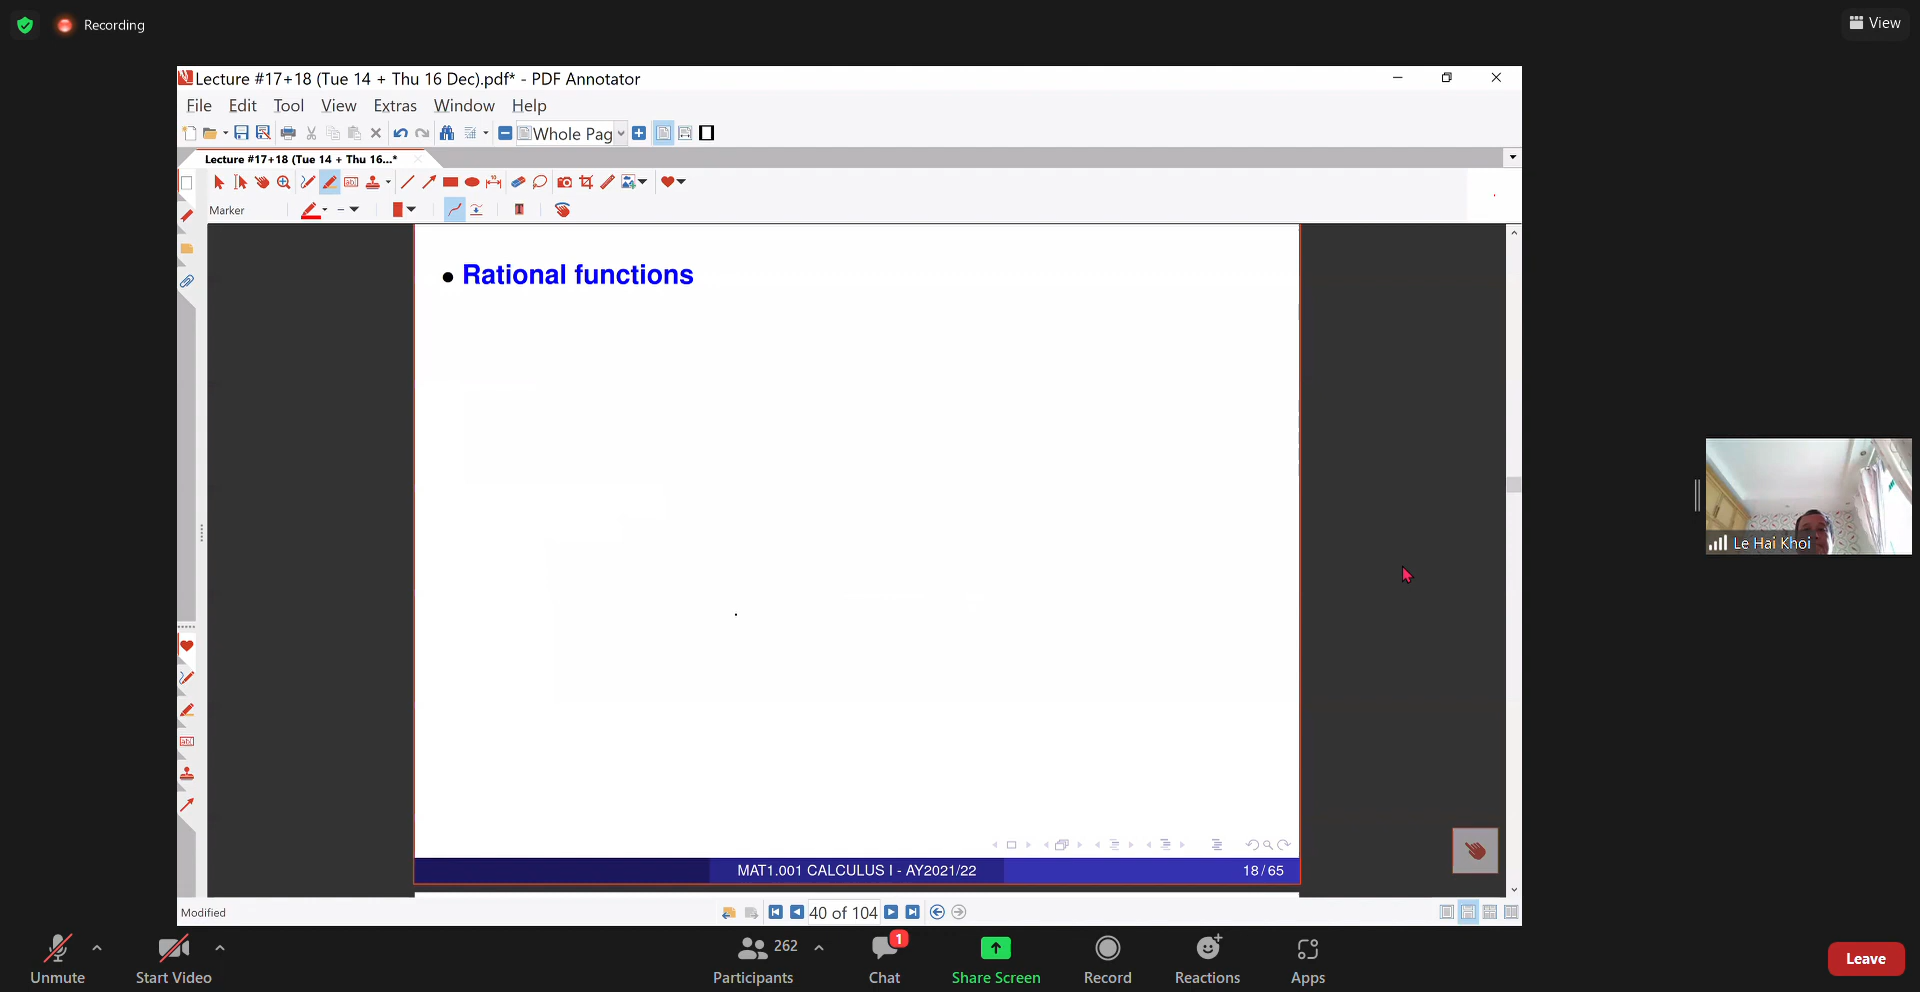 Recording
View
Lecture #17+18 (Tue 14 + Thu 16 Dec).pdf* - PDF Annotator
File Edit Tool View Extras Window Help
Whole Pag
Lecture #17+18 (Tue 14 + Thu 16...*
Marker
• Rational functions
Le Hai Khoi
MAT1.001 CALCULUS I - AY2021/22 18/65
Modified
40 of 104
262
1
Unmute
Start Video
Participants
Chat
Share Screen
Record
Reactions
Apps
Leave